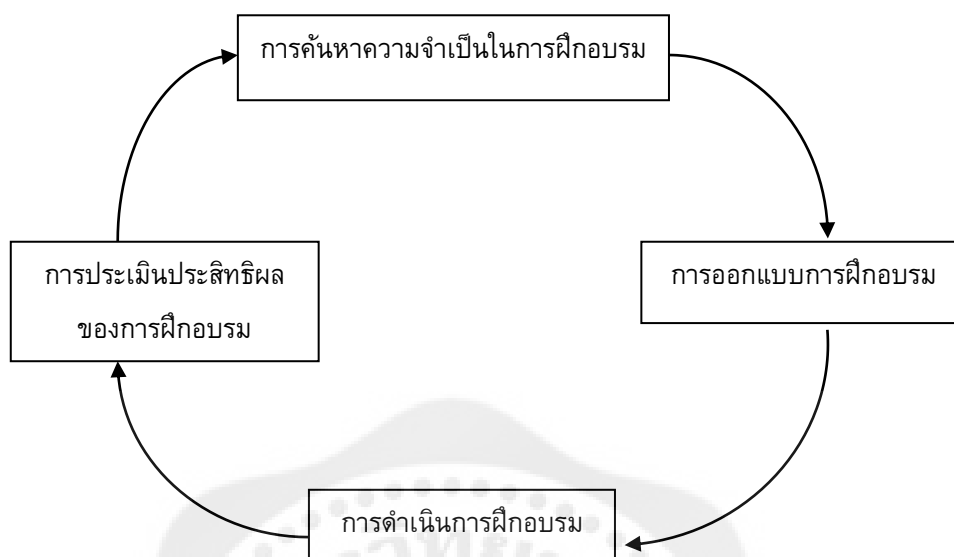 การค้นหาความจำเป็นในการฝึกอบรม
การประเมินประสิทธิผล
ของการฝึกอบรม
การออกแบบการฝึกอบรม
การดำเนินการฝึกอบรม